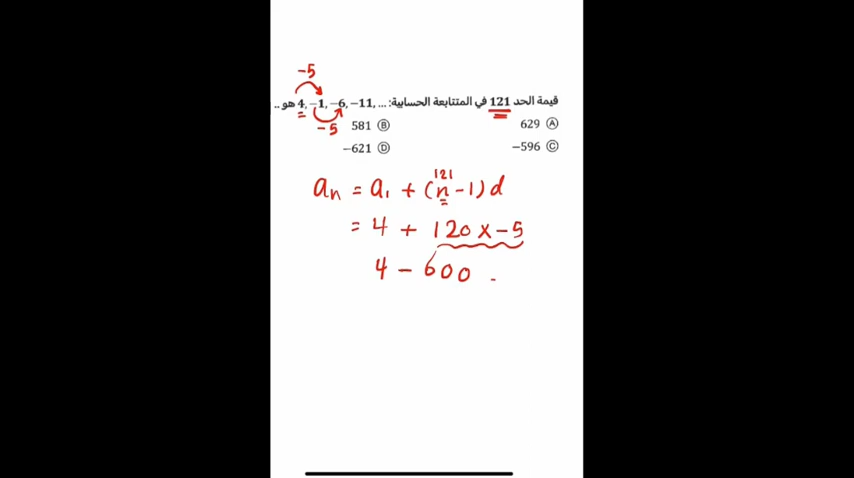 -5
قيمة الحد 121 في المتتابعة الحسابية: ... ,4, −1, −6, −11 هو ..
-5
629 Ⓐ
581 Ⓑ
−596 Ⓒ
−621 Ⓓ
121
an = a1 + (n-1)d
= 4 + 120 x -5
4 - 600